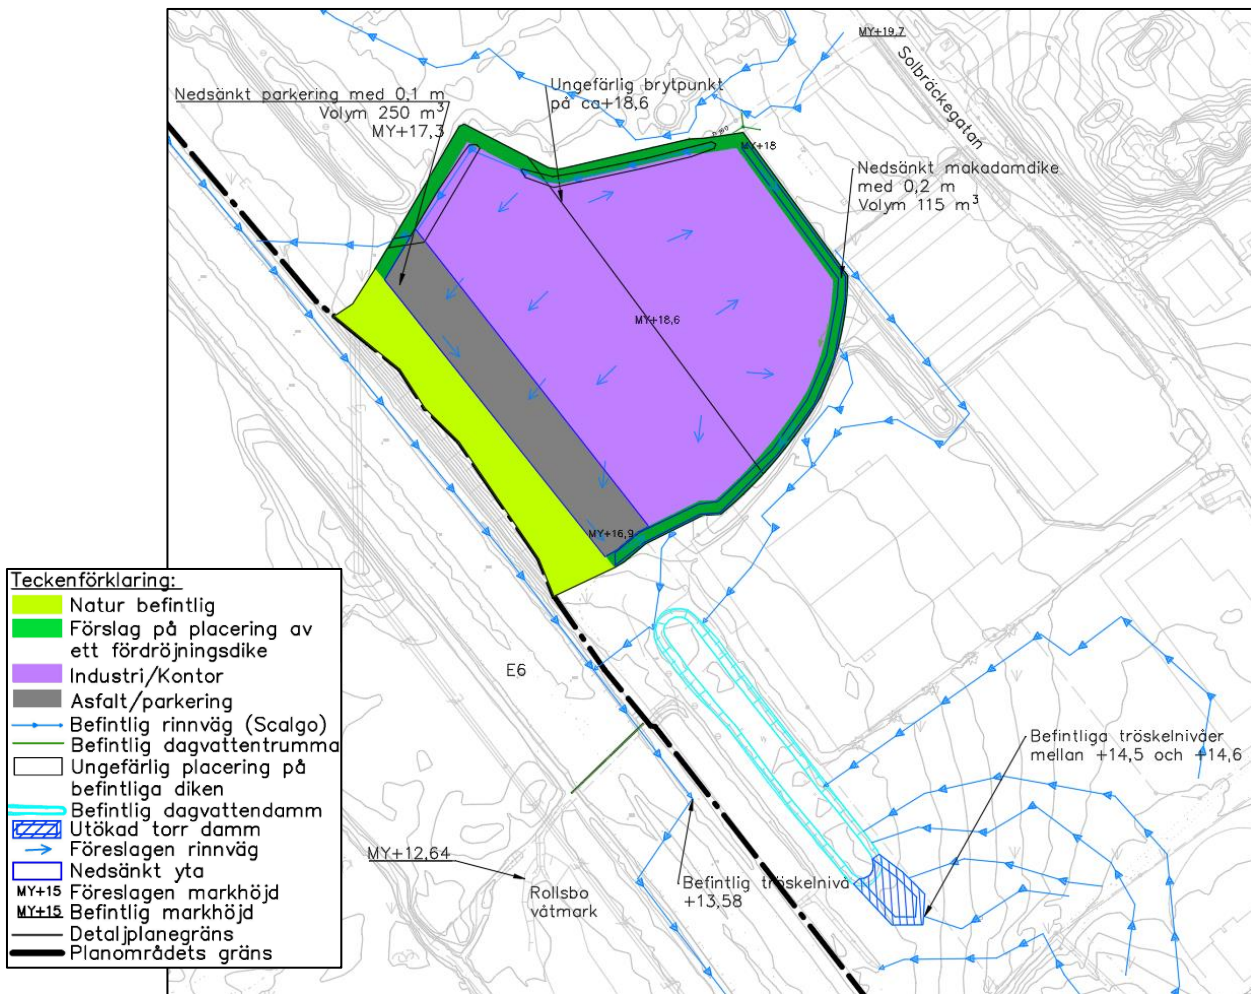 MY+19,7
Solbräckegatan
Nedsänkt parkering med 0,1 m
Volym 250 m³
MY+17,3
Ungefärlig brytpunkt
på ca+18,6
MY+18
Nedsänkt makadamdike
med 0,2 m
Volym 115 m³
MY+18,6
MY+16,9
E6
Befintliga tröskelnivåer
mellan +14,5 och +14,6
MY+12,64
Rollsbo
våtmark
Befintlig tröskelnivå
+13,58
Teckenförklaring:
Natur befintlig
Förslag på placering av
ett fördröjningsdike
Industri/Kontor
Asfalt/parkering
Befintlig rinnväg (Scalgo)
Befintlig dagvattentrumma
Ungefärlig placering på
befintliga diken
Befintlig dagvattendamm
Utökad torr damm
Föreslagen rinnväg
Nedsänkt yta
MY+15 Föreslagen markhöjd
MY+15 Befintlig markhöjd
Detaljplanegräns
Planområdets gräns